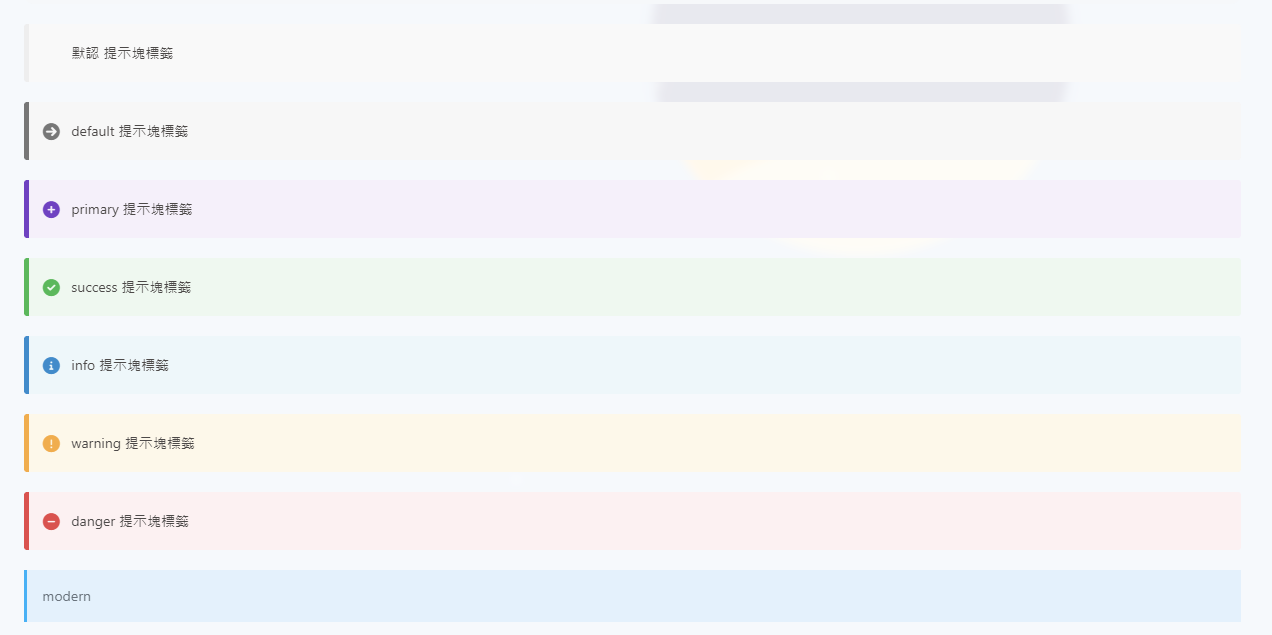 默認 提示塊標籤
default 提示塊標籤
primary 提示塊標籤
success 提示塊標籤
info 提示塊標籤
warning 提示塊標籤
danger 提示塊標籤
modern